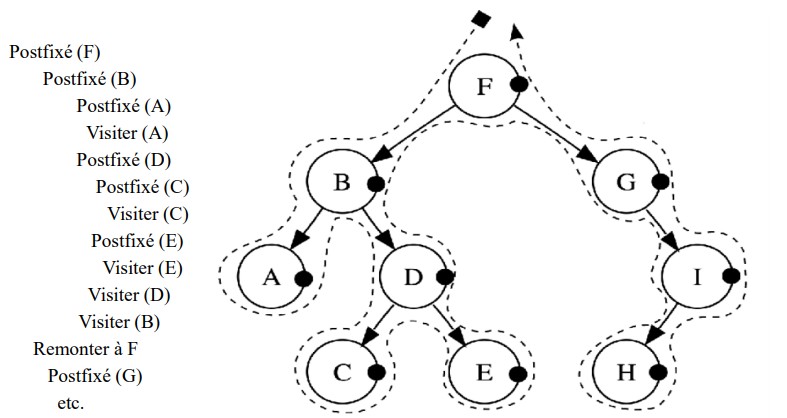 Postfixé (F)
Postfixé (B)
Postfixé (A)
Visiter (A)
Postfixé (D)
Postfixé (C)
Visiter (C)
Postfixé (E)
Visiter (E)
Visiter (D)
Visiter (B)
Remonter à F
Postfixé (G)
etc.
F
B
G
A
D
I
C
E
H